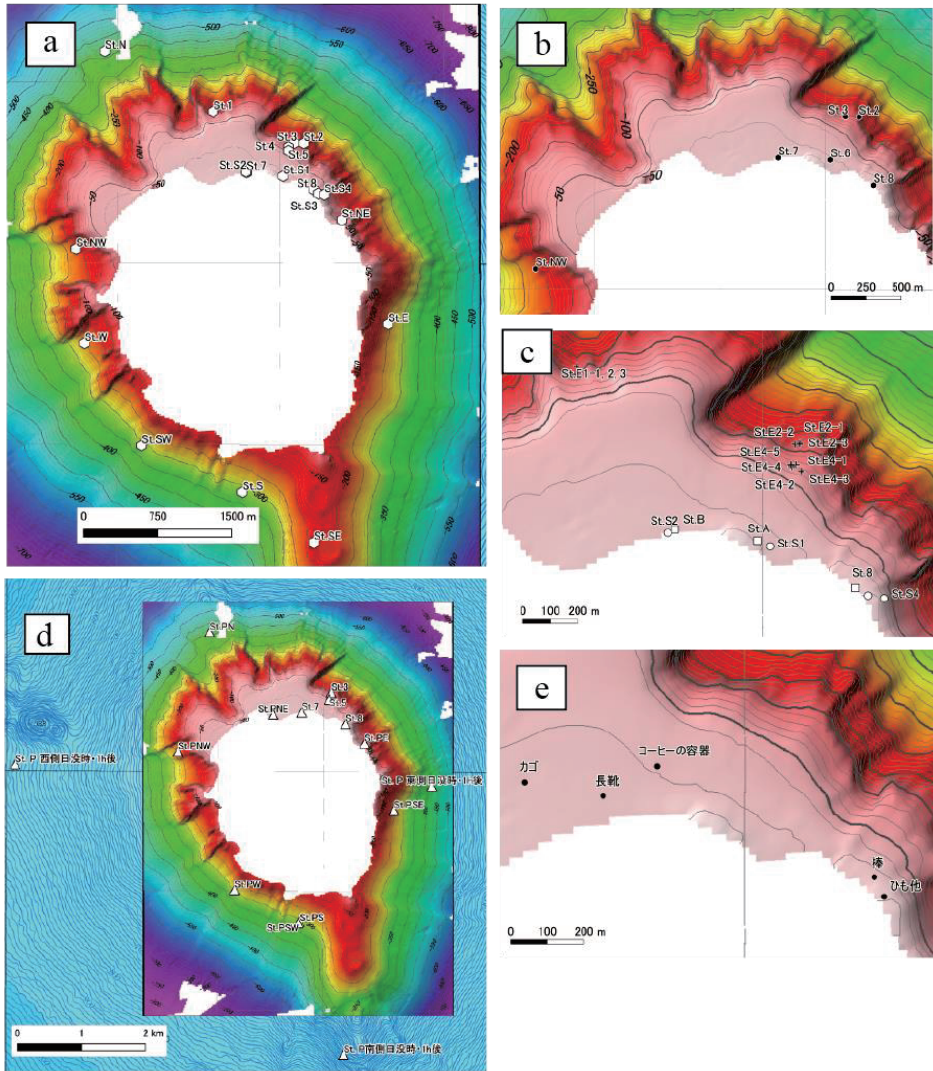 a
St.N
St.1
St.3
St.2
St.4
St.5
St.S2
St.7
St.S1
St.8
St.S4
St.S3
St.NE
St.NW
St.E
St.W
St.SW
St.S
St.SE
0 750 1500 m
b
-250
-100
-200
-50
-50
St.3
St.2
St.7
St.6
St.8
St.NW
0 250 500 m
c
St.E1-1, 2, 3
St.E2-1
St.E2-2
St.E2-3
St.E4-5
St.E4-1
St.E4-4
St.E4-3
St.E4-2
St.S2
St.B
St.A
St.S1
St.8
St.S4
0 100 200 m
d
St.PN
St.3
St.5
St.PNE
St.7
St.8
St.PE
St.PNW
St. P 西側日没時・1h後
St. P 東側日没時・1h後
St.PSE
St.PW
St.PS
St.PSW
St. P南側日没時・1h後
0 1 2 km
e
コーヒーの容器
カゴ
長靴
棒
ひも他
0 100 200 m